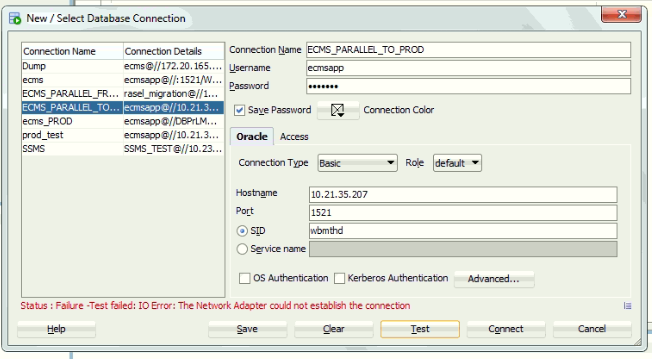 New / Select Database Connection
Connection Name Connection Details
Dump ecms@//172.20.165....
ecms ecmsapp@//:1521/W...
ECMS_PARALLEL_FR... rasel_migration@//1...
ECMS_PARALLEL_TO... ecmsapp@//10.21.3...
ecms_PROD ecmsapp@//DBPrLM...
prod_test ecmsapp@//10.21.3...
SSMS SSMS_TEST@//10.23...
Connection Name ECMS_PARALLEL_TO_PROD
Username ecmsapp
Password •••••••
Save Password Connection Color
Oracle Access
Connection Type Basic Role default
Hostname 10.21.35.207
Port 1521
SID wbmthd
Service name
OS Authentication Kerberos Authentication Advanced...
Status : Failure -Test failed: IO Error: The Network Adapter could not establish the connection
Help Save Clear Test Connect Cancel